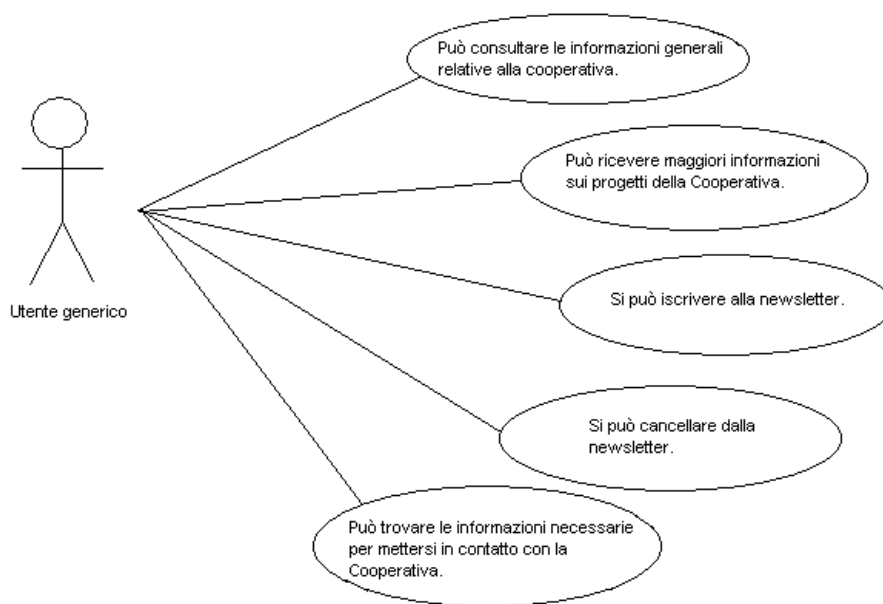 Può consultare le informazioni generali
relative alla cooperativa.
Può ricevere maggiori informazioni
sui progetti della Cooperativa.
Si può iscrivere alla newsletter.
Utente generico
Si può cancellare dalla
newsletter.
Può trovare le informazioni necessarie
per mettersi in contatto con la
Cooperativa.